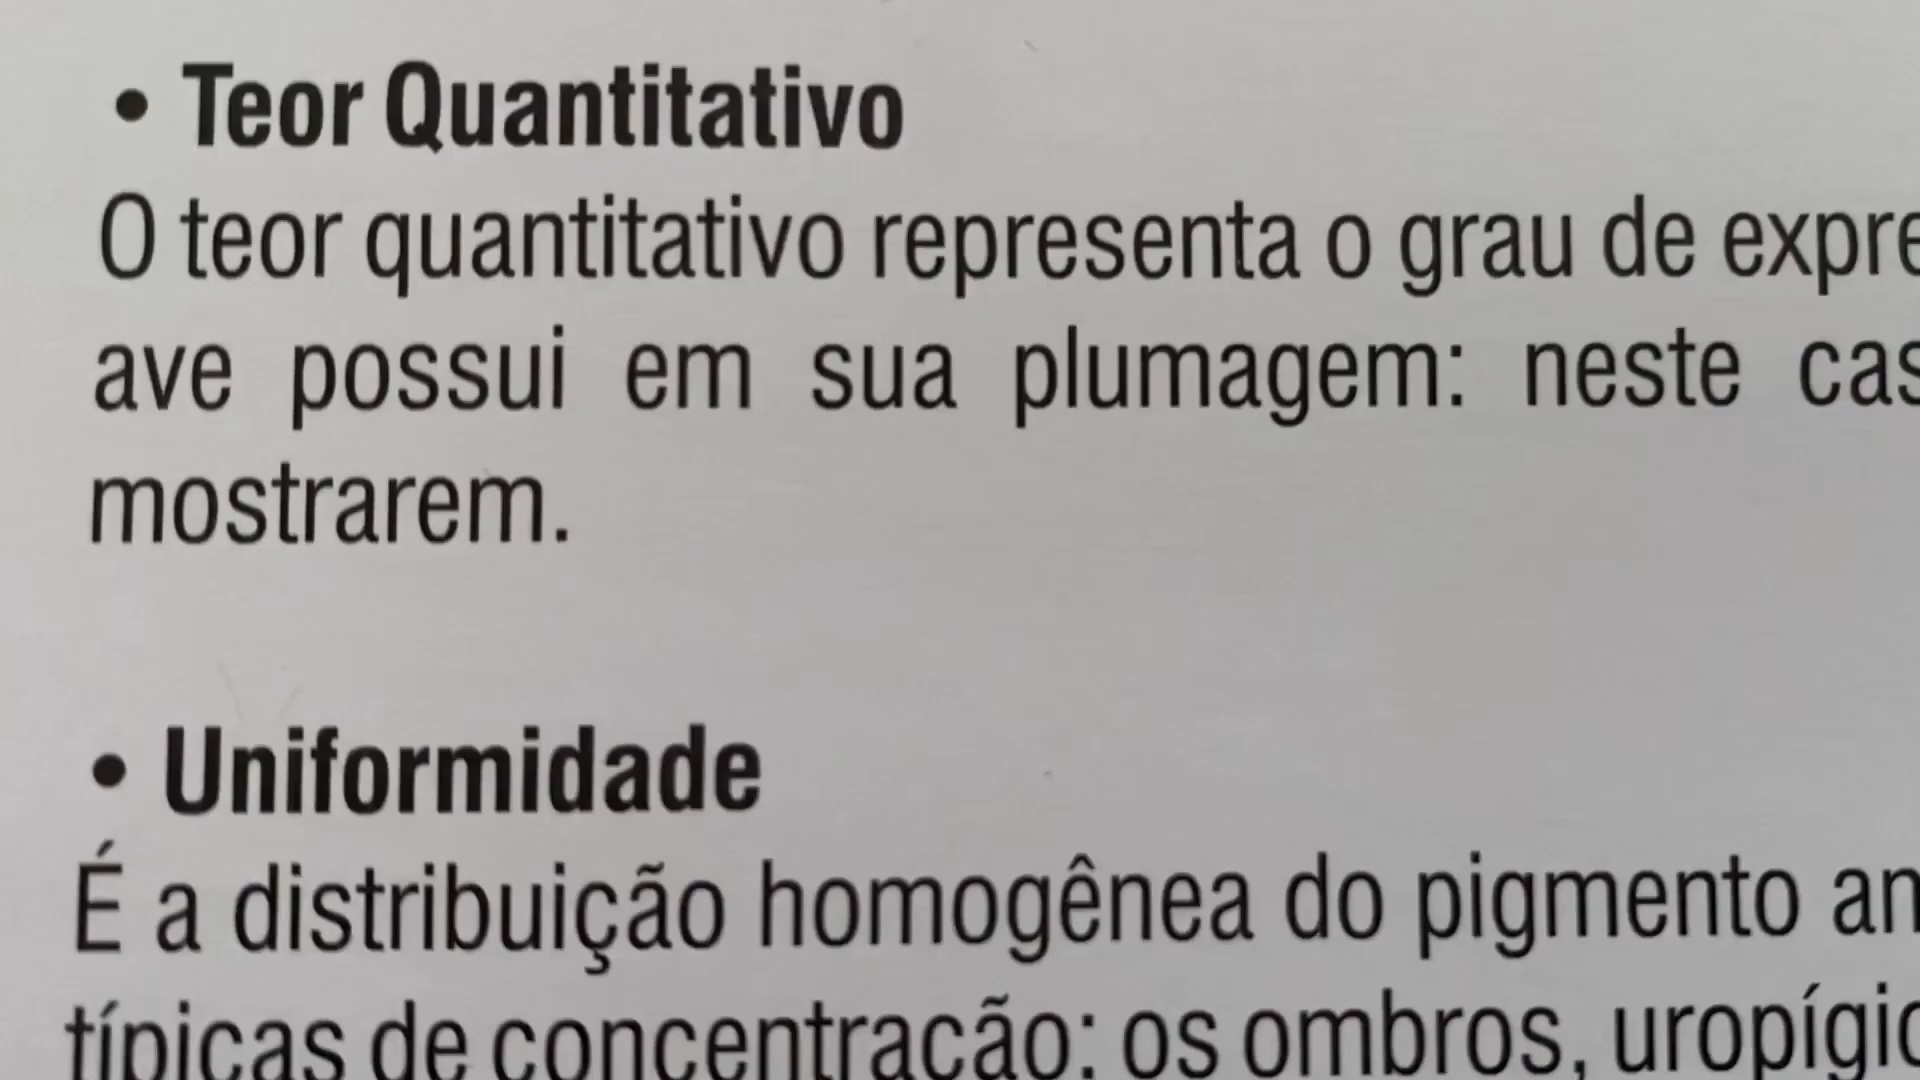 • Teor Quantitativo
O teor quantitativo representa o grau de expre
ave possui em sua plumagem: neste cas
mostrarem.
• Uniformidade
É a distribuição homogênea do pigmento an
típicas de concentração: os ombros, uropígio